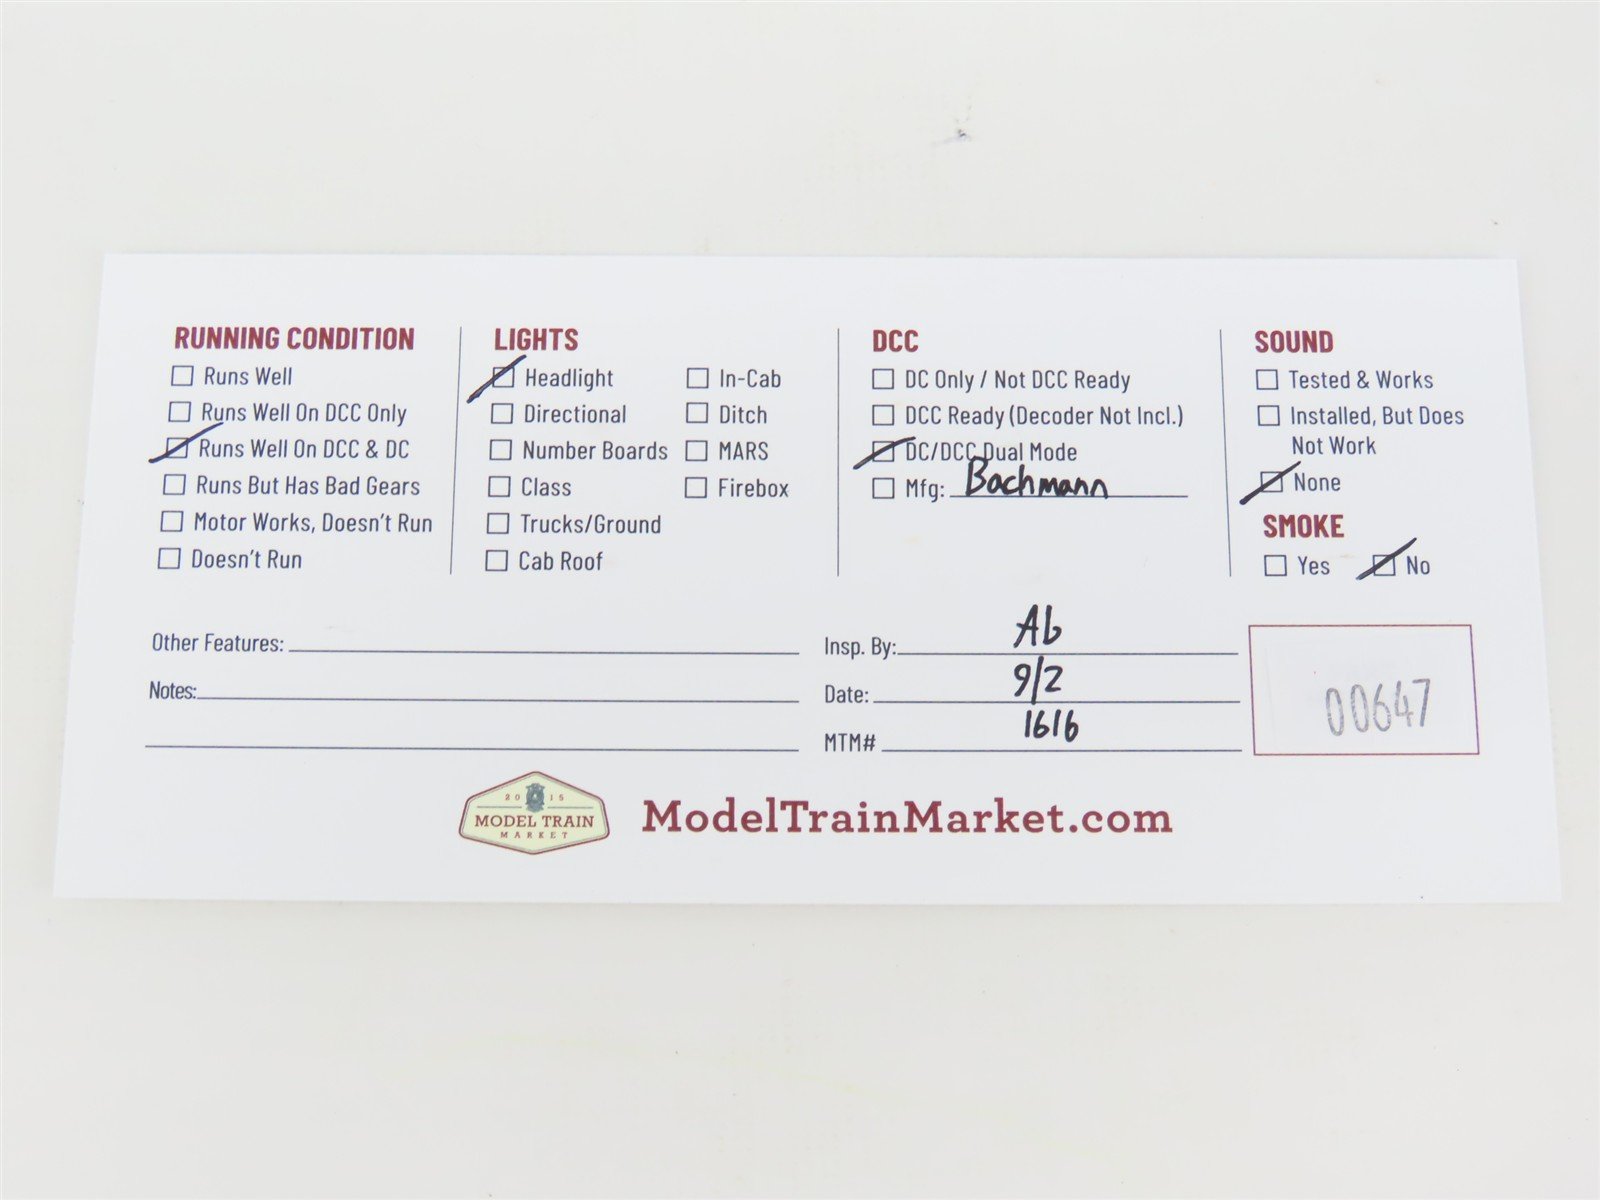 RUNNING CONDITION
Runs Well
Runs Well On DCC Only
Runs Well On DCC & DC
Runs But Has Bad Gears
Motor Works, Doesn't Run
Doesn't Run
LIGHTS
Headlight
Directional
Number Boards
Class
Trucks/Ground
Cab Roof
In-Cab
Ditch
MARS
Firebox
DCC
DC Only / Not DCC Ready
DCC Ready (Decoder Not Incl.)
DC/DCC Dual Mode
Mfg: Bachmann
SOUND
Tested & Works
Installed, But Does
Not Work
None
SMOKE
Yes No
Other Features:
Notes:
Insp. By: Ab
Date: 9/2
MTM# 1616
00647
2015
MODEL TRAIN
MARKET
ModelTrainMarket.com